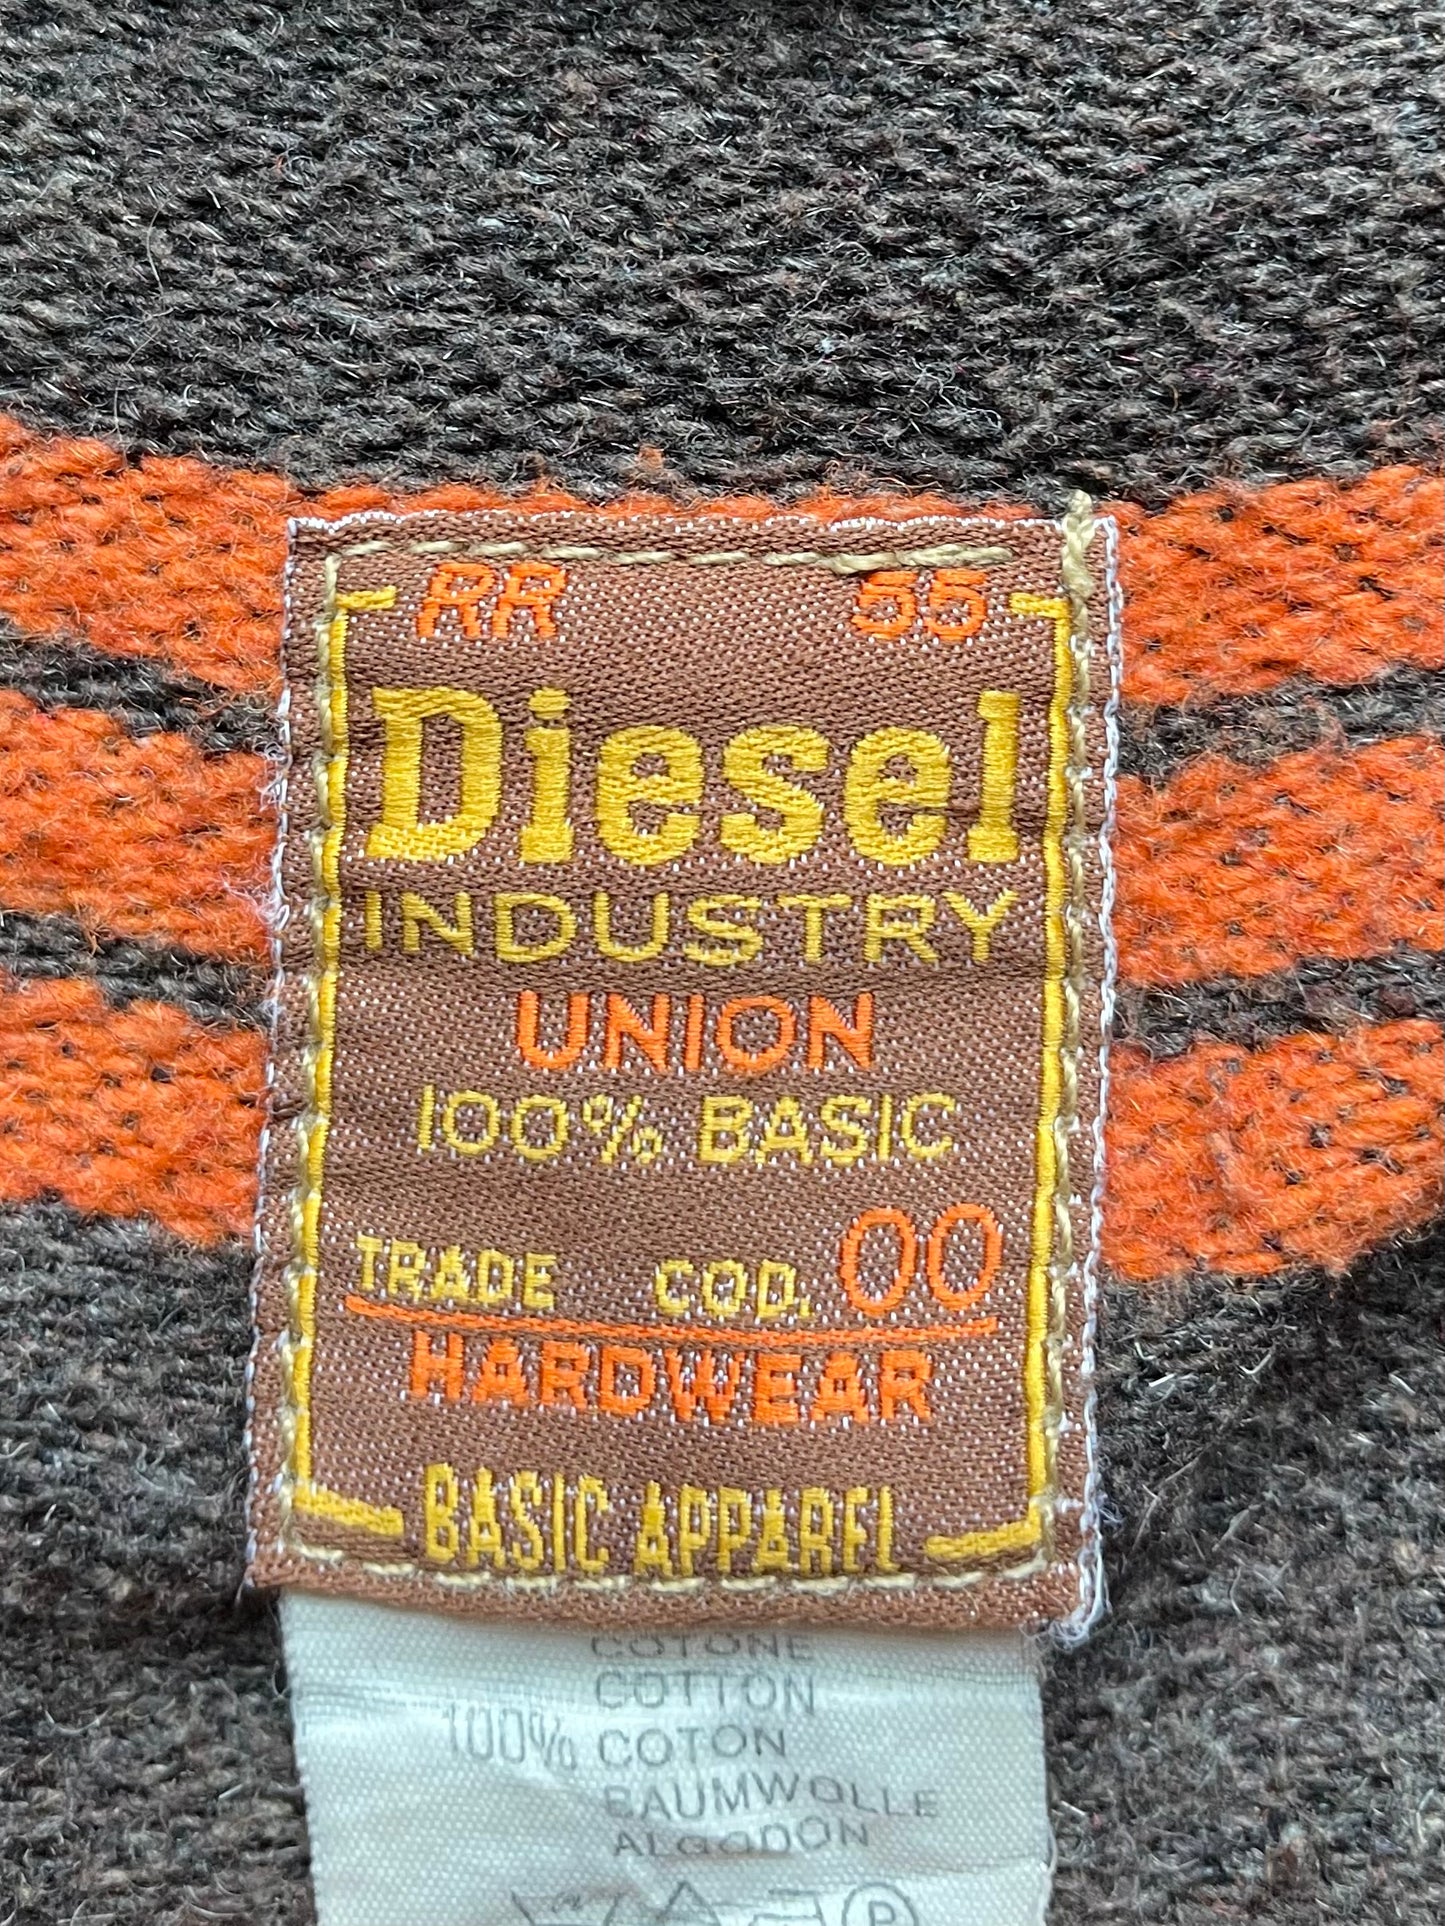 RR 55
Diesel
INDUSTRY
UNION
100% BASIC
TRADE COD. 00
HARDWEAR
BASIC APPAREL
COTONE
COTTON
100% COTON
BAUMWOLLE
ALGODON
P